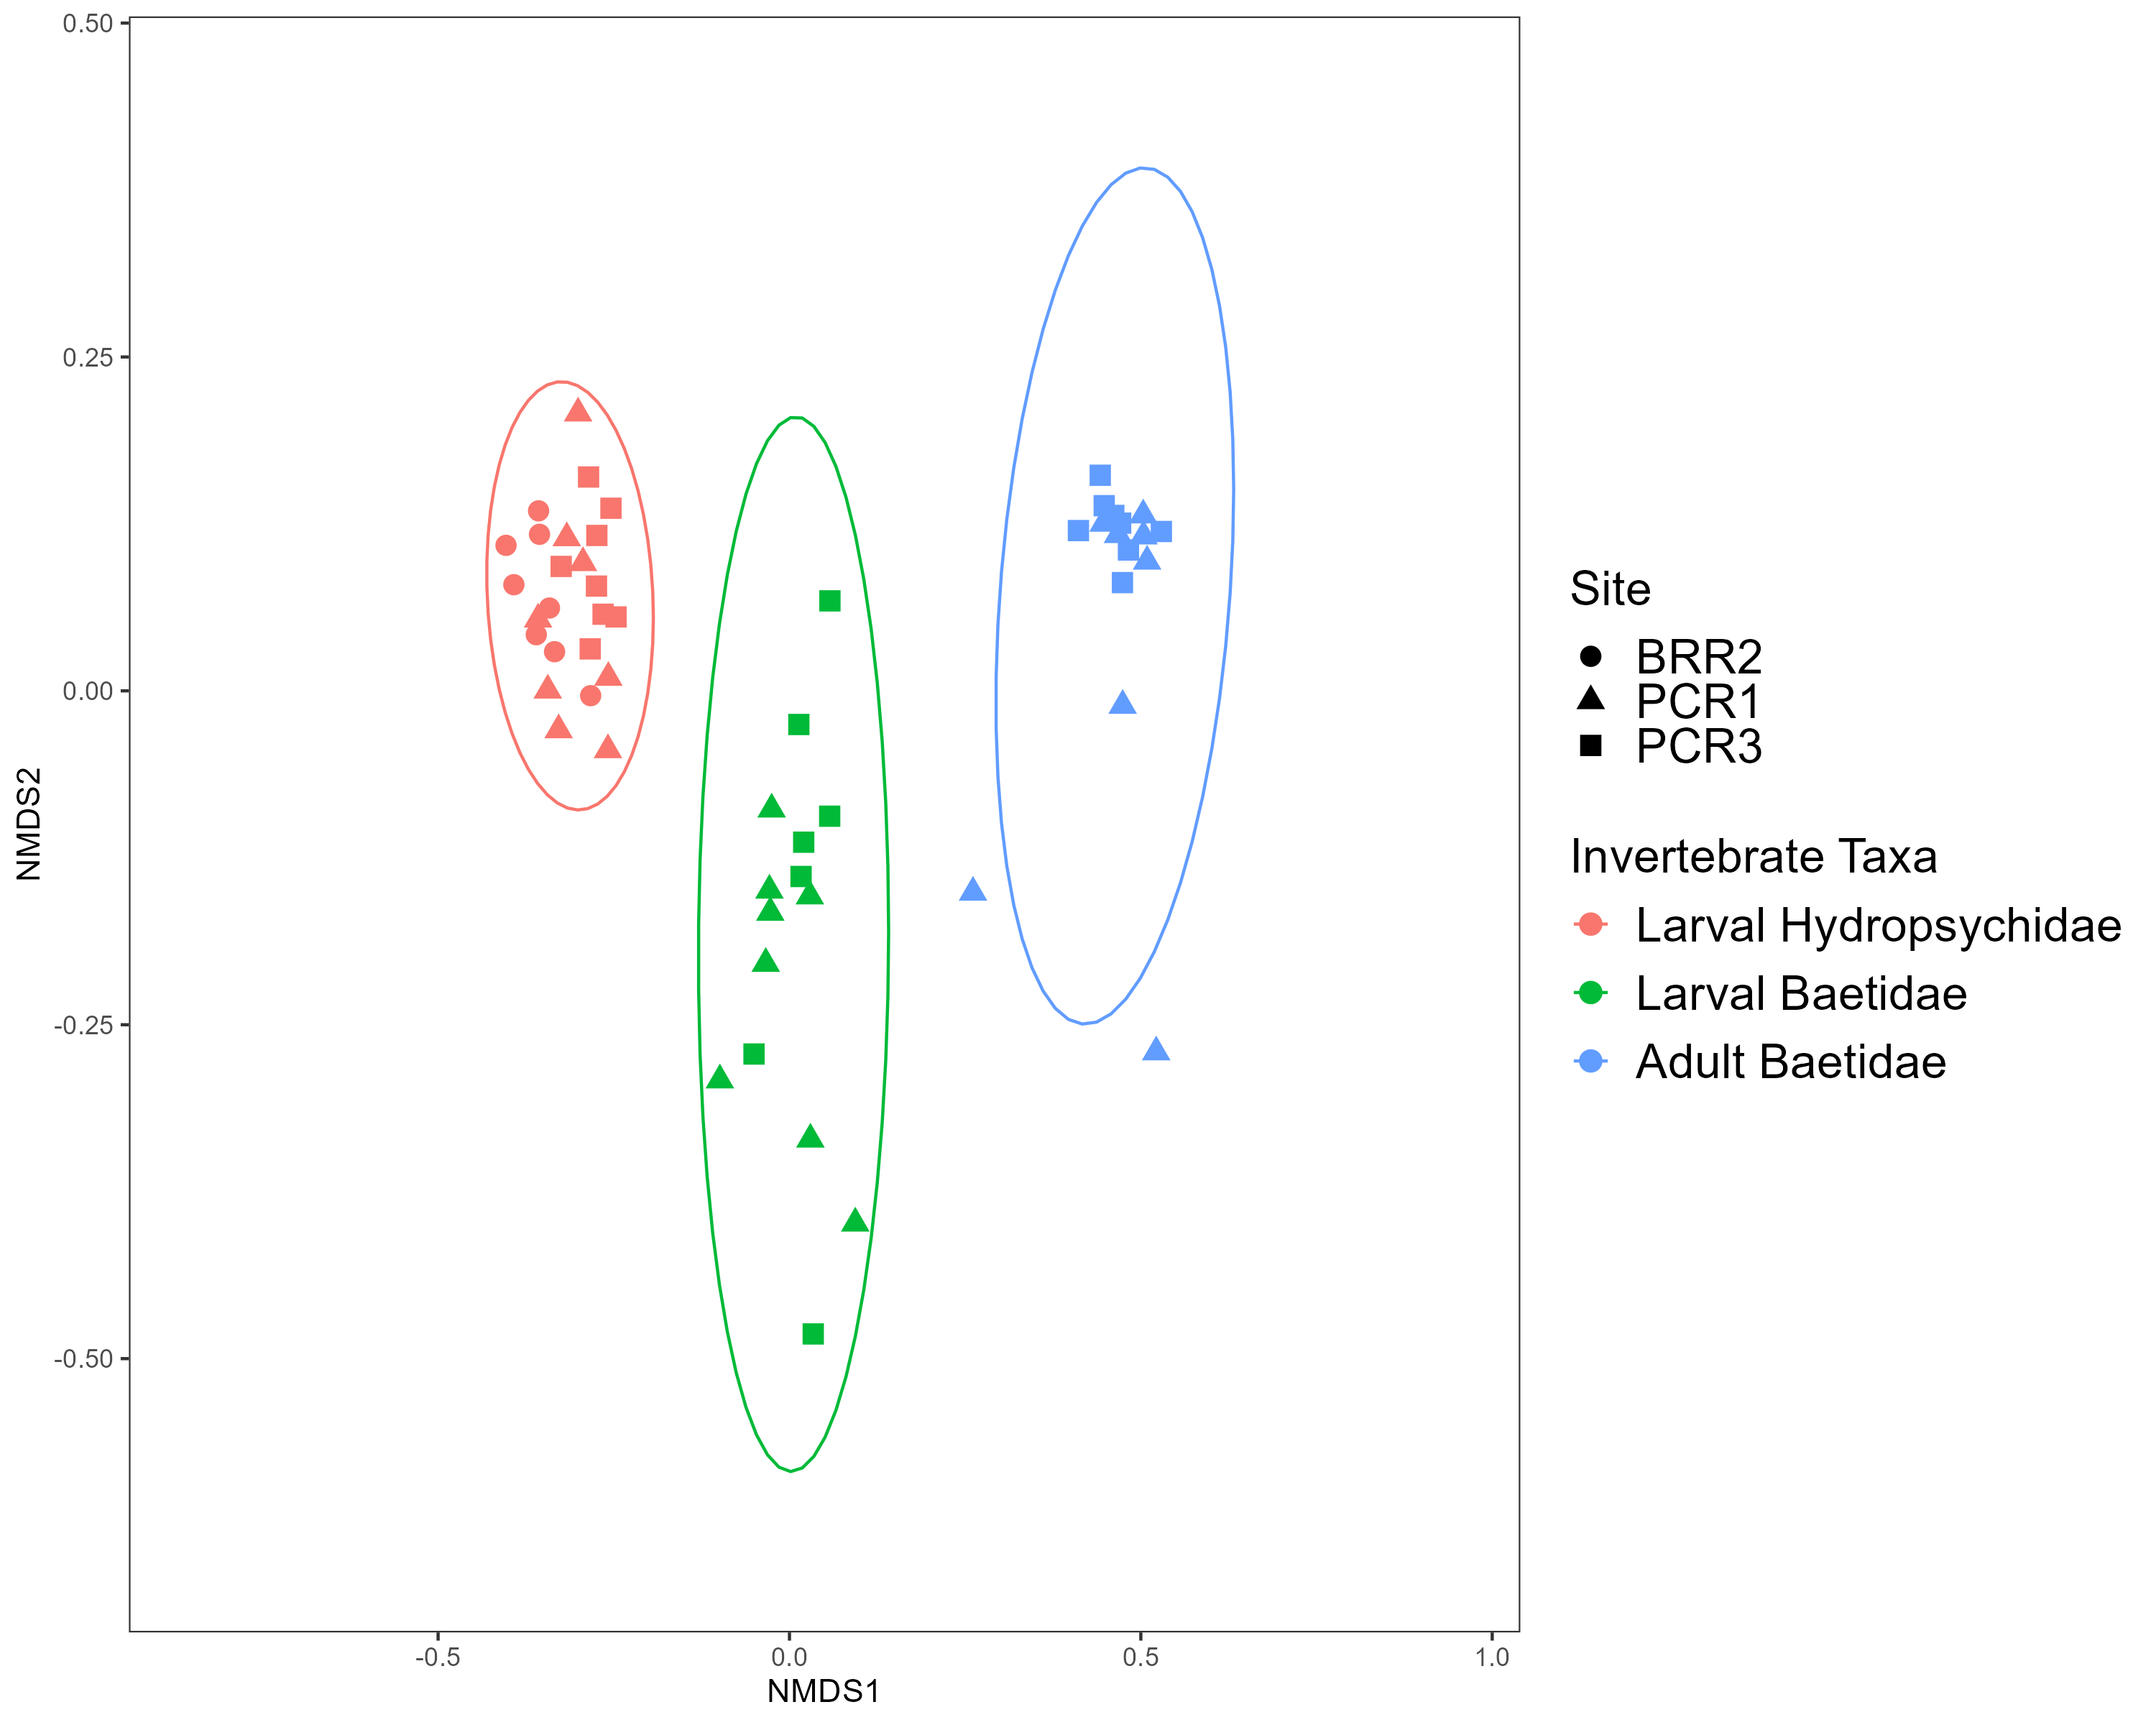 0.50
0.25
0.00
-0.25
-0.50
NMDS2
-0.5
0.0
0.5
1.0
NMDS1
Site
BRR2
PCR1
PCR3
Invertebrate Taxa
Larval Hydropsychidae
Larval Baetidae
Adult Baetidae